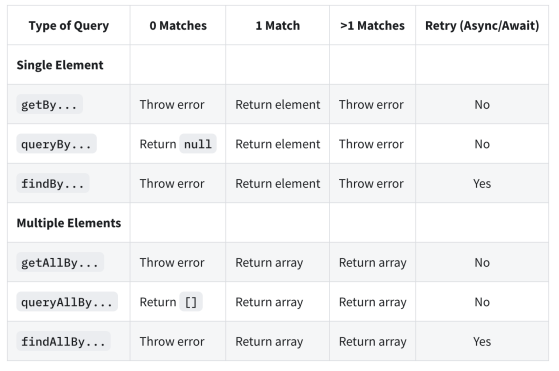 Type of Query 0 Matches 1 Match >1 Matches Retry (Async/Await)
Single Element
getBy... Throw error Return element Throw error No
queryBy... Return null Return element Throw error No
findBy... Throw error Return element Throw error Yes
Multiple Elements
getAllBy... Throw error Return array Return array No
queryAllBy... Return [] Return array Return array No
findAllBy... Throw error Return array Return array Yes